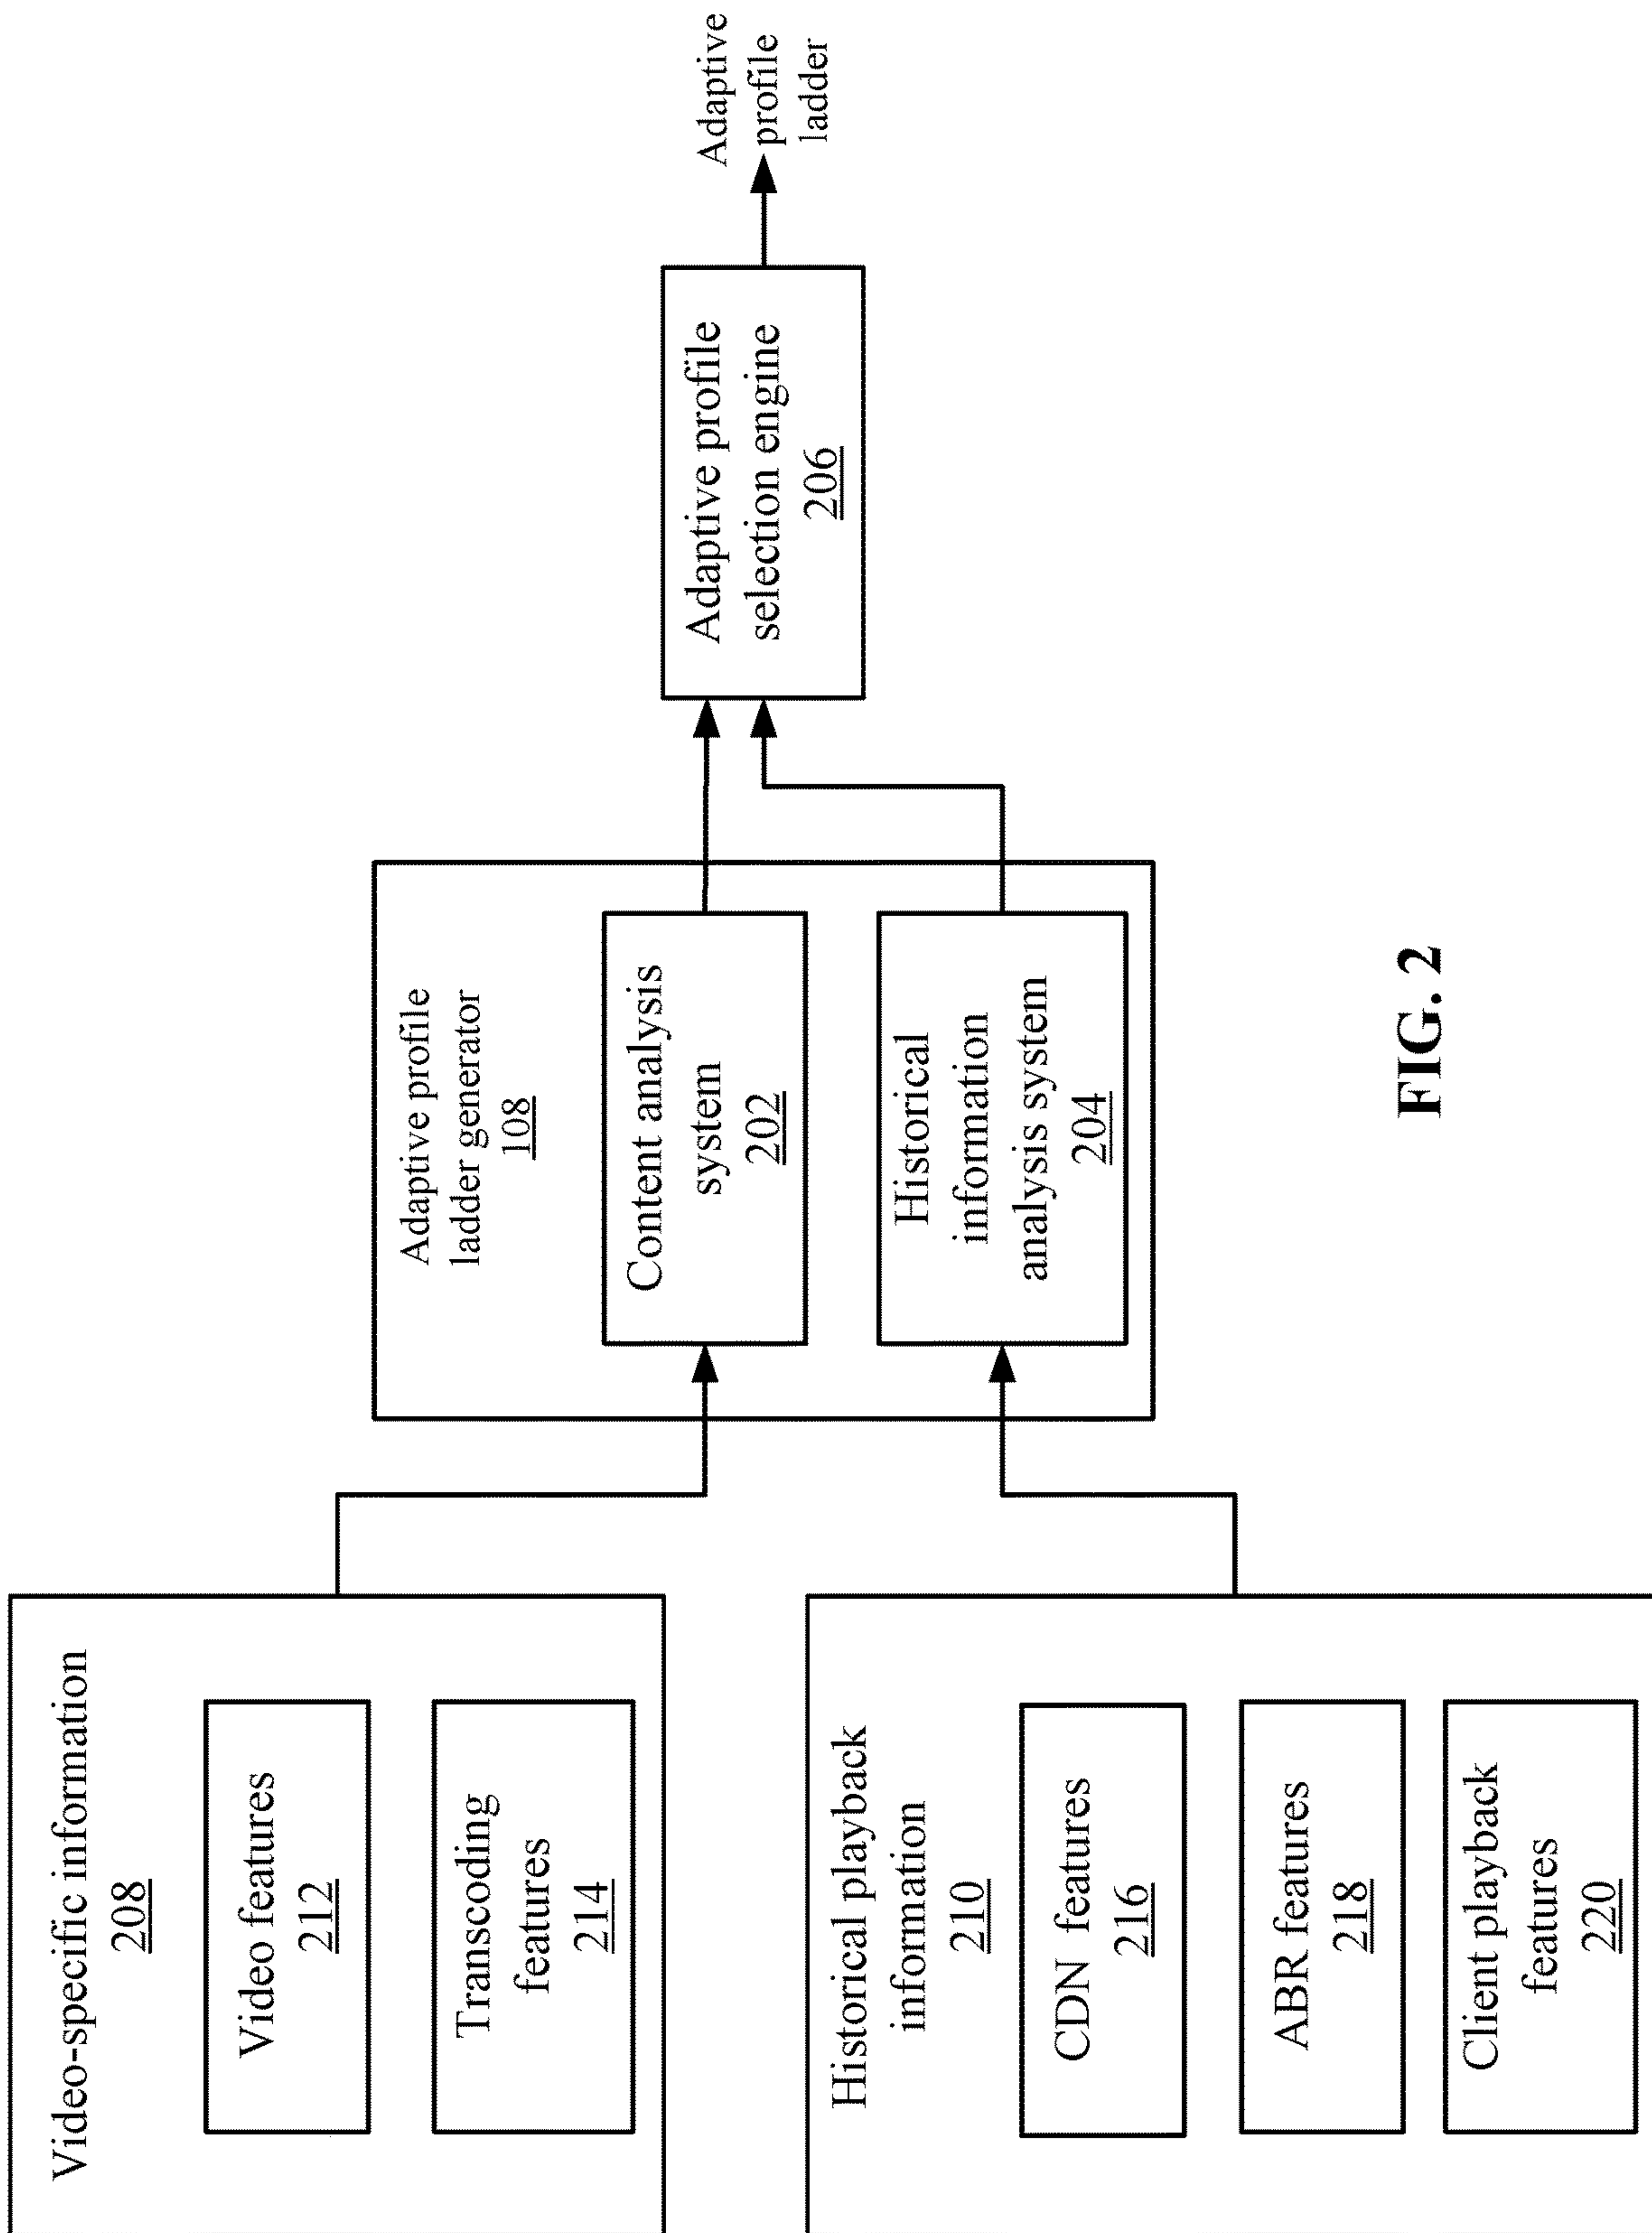 Video-specific information
208
Video features
212
Transcoding
features
214
Historical playback
information
210
CDN features
216
ABR features
218
Client playback
features
220
Adaptive profile
ladder generator
108
Content analysis
system
202
Historical
information
analysis system
204
Adaptive profile
selection engine
206
Adaptive
profile
ladder
FIG. 2